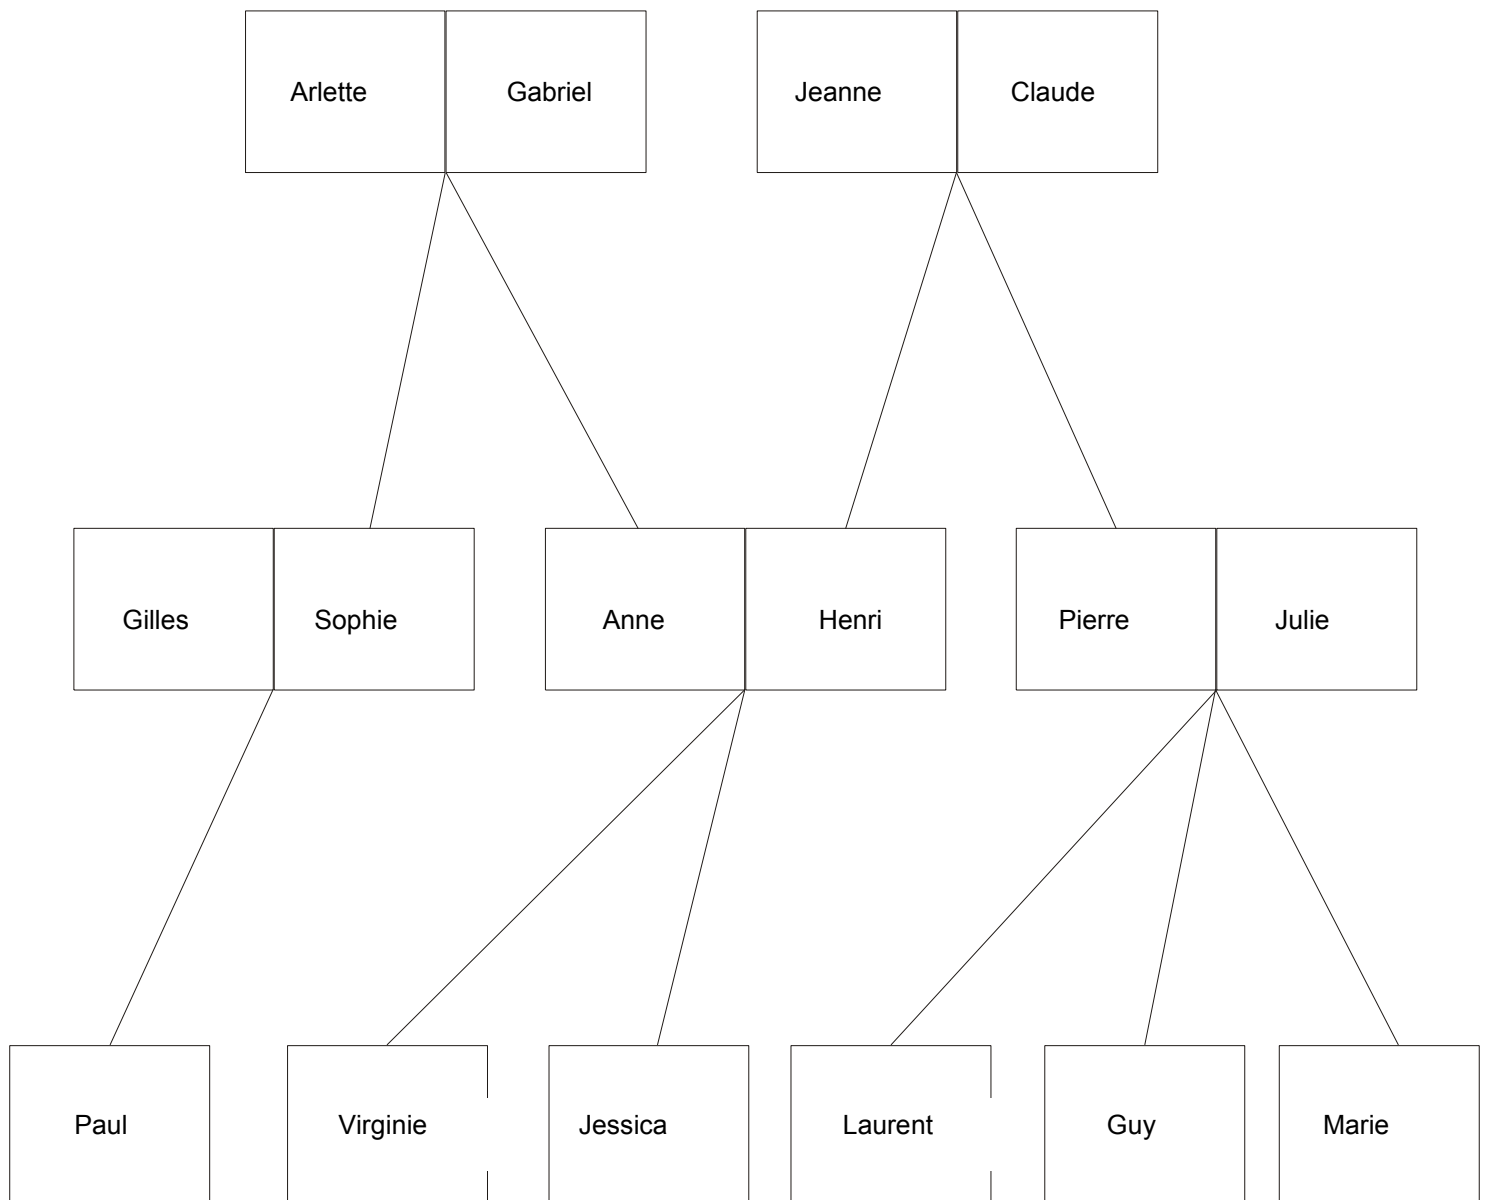 Arlette Gabriel Jeanne Claude
Gilles Sophie Anne Henri Pierre Julie
Paul Virginie Jessica Laurent Guy Marie